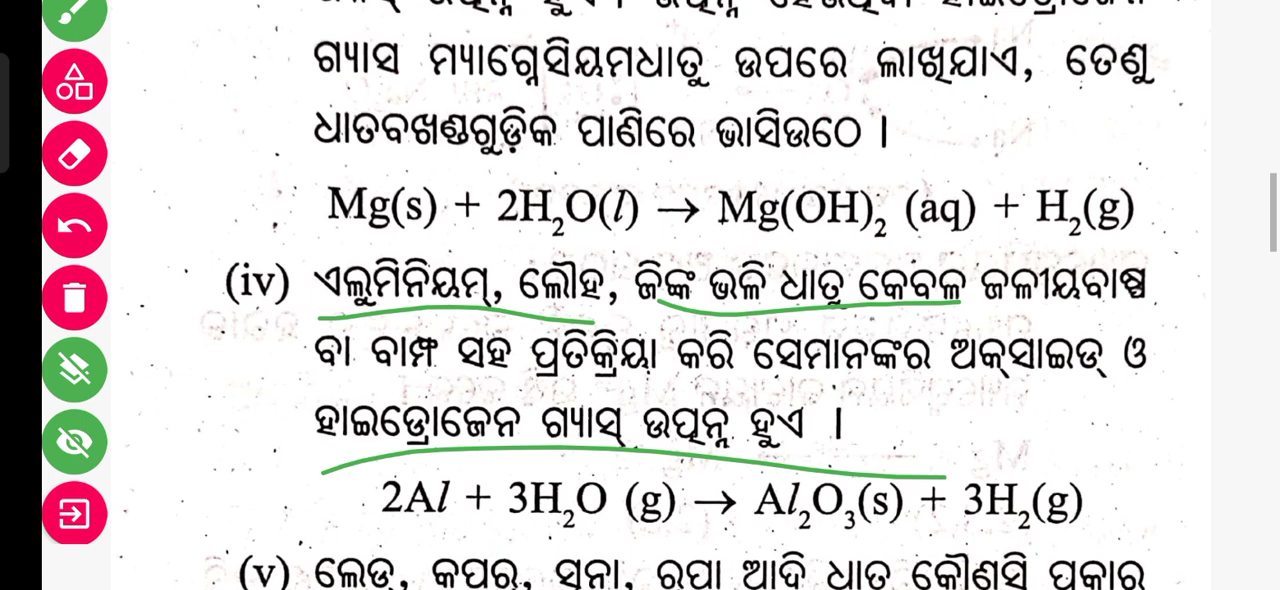 ଗ୍ୟାସ ମ୍ୟାଗ୍ନେସିୟମଧାତୁ ଉପରେ ଲାଖିଯାଏ, ତେଣୁ
ଧାତବଖଣ୍ଡଗୁଡ଼ିକ ପାଣିରେ ଭାସିଉଠେ ।
Mg(s) + 2H₂O(l) → Mg(OH)₂ (aq) + H₂(g)
(iv) ଏଲୁମିନିୟମ୍, ଲୌହ, ଜିଙ୍କ ଭଳି ଧାତୁ କେବଳ ଜଳୀୟବାଷ୍ପ
ବା ବାମ୍ଫ ସହ ପ୍ରତିକ୍ରିୟା କରି ସେମାନଙ୍କର ଅକ୍ସାଇଡ୍ ଓ
ହାଇଡ୍ରୋଜେନ ଗ୍ୟାସ୍ ଉତ୍ପନ୍ନ ହୁଏ ।
2Al + 3H₂O (g) → Al₂O₃(s) + 3H₂(g)
(v) ଲେଡ୍, କପର୍, ସୁନା, ରୂପା ଆଦି ଧାତୁ କୌଣସି ପ୍ରକାର